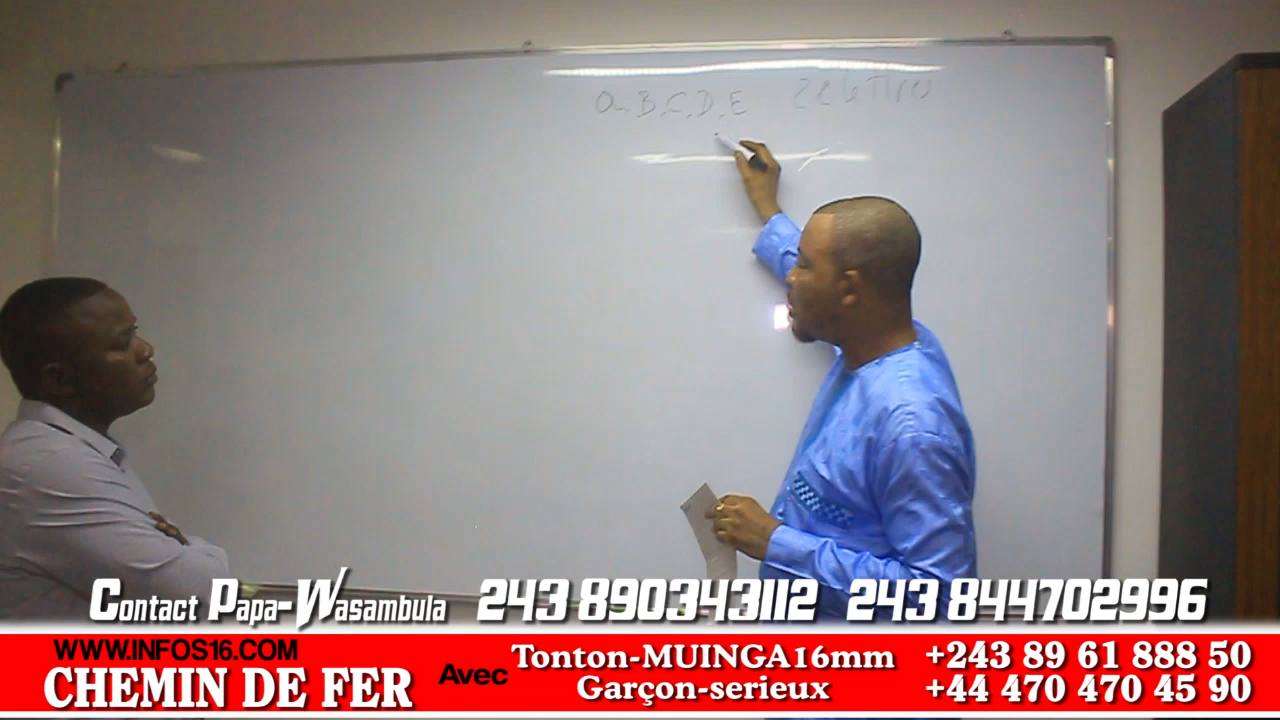 a, B, C, D, E
Contact Papa-Wasambula 243 890343112 243 844702996
WWW.INFOS16.COM
CHEMIN DE FER Avec Tonton-MUINGA16mm +243 89 61 888 50
Garçon-serieux +44 470 470 45 90